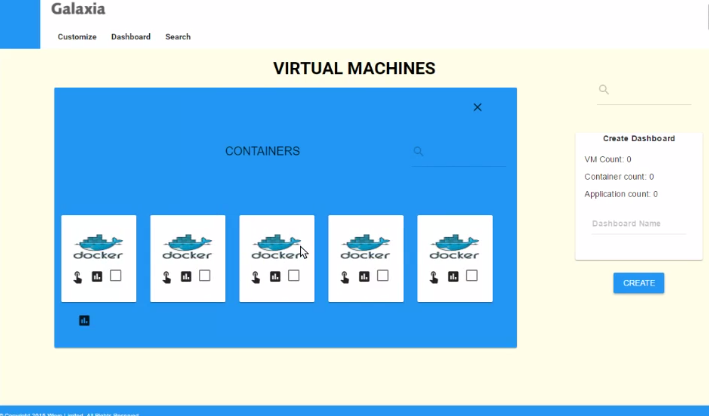 Galaxia
Customize Dashboard Search
VIRTUAL MACHINES
CONTAINERS
Create Dashboard
VM Count: 0
Container count: 0
Application count: 0
Dashboard Name
docker docker docker docker docker
CREATE